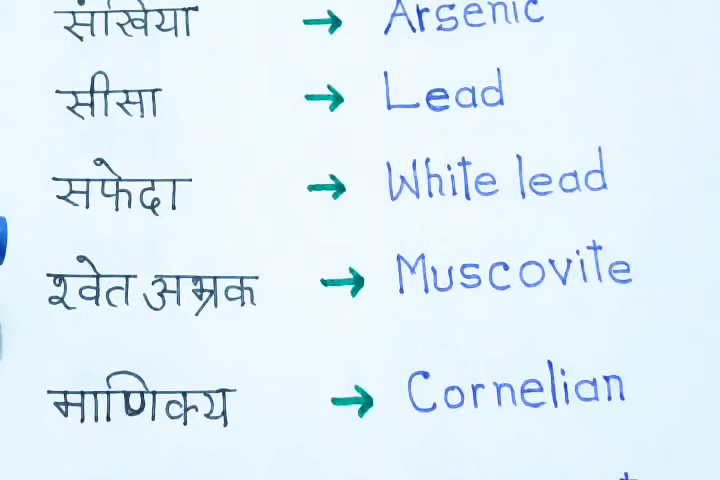 संखिया → Arsenic
सीसा → Lead
सफेदा → White lead
श्वेत अभ्रक → Muscovite
माणिक्य → Cornelian